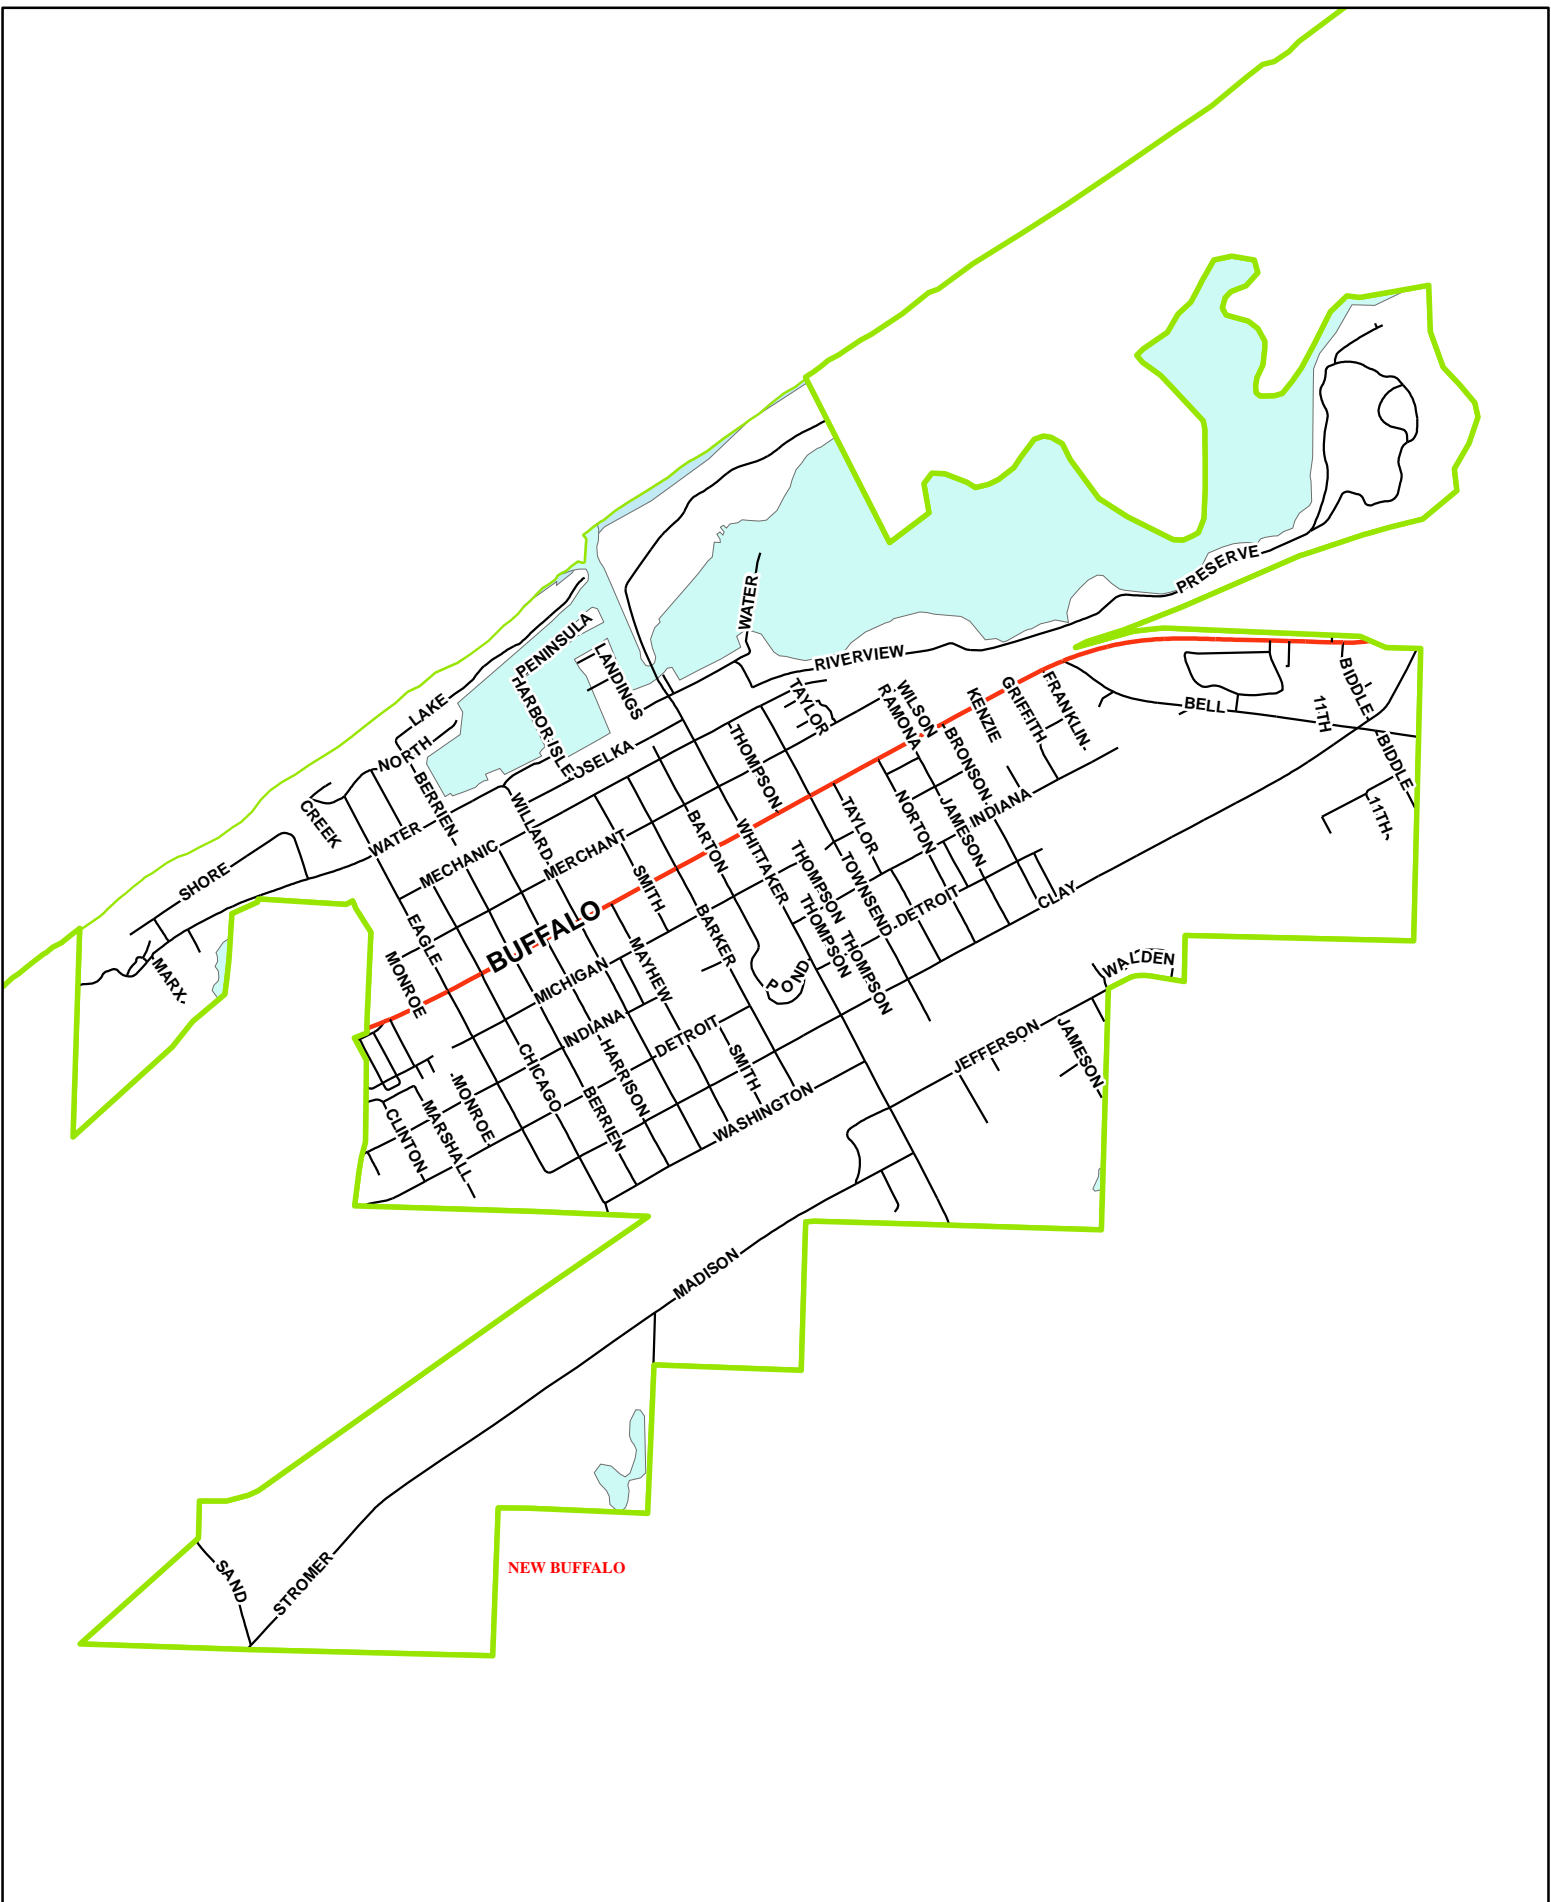 PRESERVE
WATER
PENINSULA
LANDINGS
RIVERVIEW
HARBOR ISLE
TAYLOR
WILSON
RAMONA
KENZIE
GRIFFITH
FRANKLIN
BIDDLE
11TH
BELL
LAKE
NORTH
OSELKA
BERRIEN
THOMPSON
BRONSON
BIDDLE
CREEK
WATER
WILLARD
MECHANIC
MERCHANT
BARTON
WHITTAKER
TAYLOR
NORTON
JAMESON
INDIANA
11TH
SHORE
SMITH
THOMPSON
TOWNSEND
DETROIT
CLAY
EAGLE
BUFFALO
BARKER
THOMPSON
THOMPSON
MONROE
MICHIGAN
MAYHEW
POND
WALDEN
MARX
INDIANA
DETROIT
JEFFERSON
JAMESON
CHICAGO
HARRISON
SMITH
MONROE
MARSHALL
CLINTON
BERRIEN
WASHINGTON
MADISON
SAND
STROMER
NEW BUFFALO